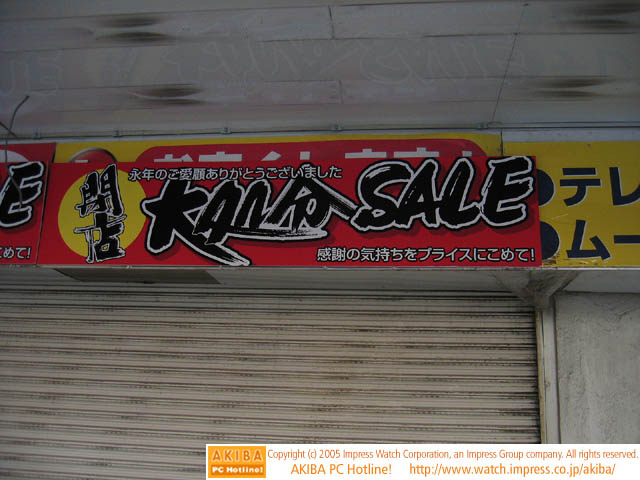 永年のご愛顧ありがとうございました
閉店
SALE
感謝の気持ちをプライスにこめて!
E
めて!
●テレ
●ムー
AKIBA
PC Hotline!
Copyright (c) 2005 Impress Watch Corporation, an Impress Group company. All rights reserved.
AKIBA PC Hotline! http://www.watch.impress.co.jp/akiba/